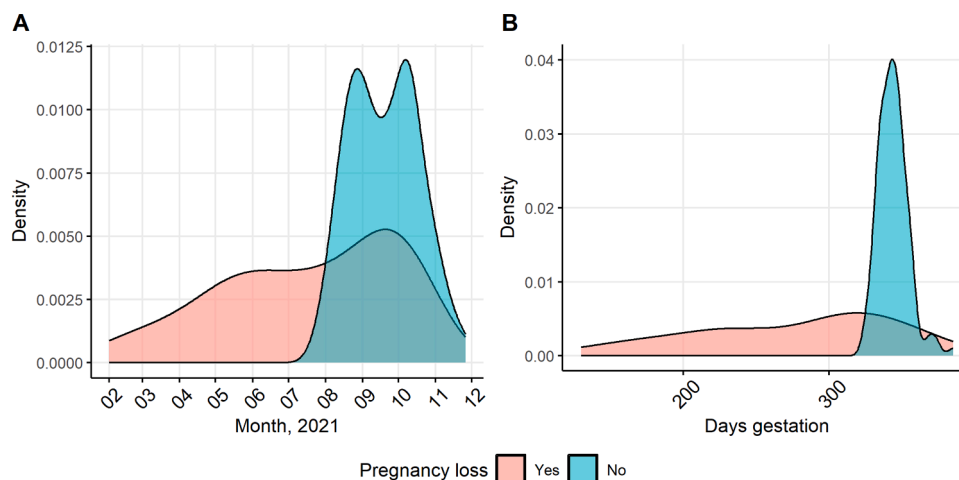 A
0.0125
0.0100
0.0075
0.0050
0.0025
0.0000
Density
02 03 04 05 06 07 08 09 10 11 12
Month, 2021
B
0.04
0.03
0.02
0.01
0.00
Density
200 300
Days gestation
Pregnancy loss Yes No